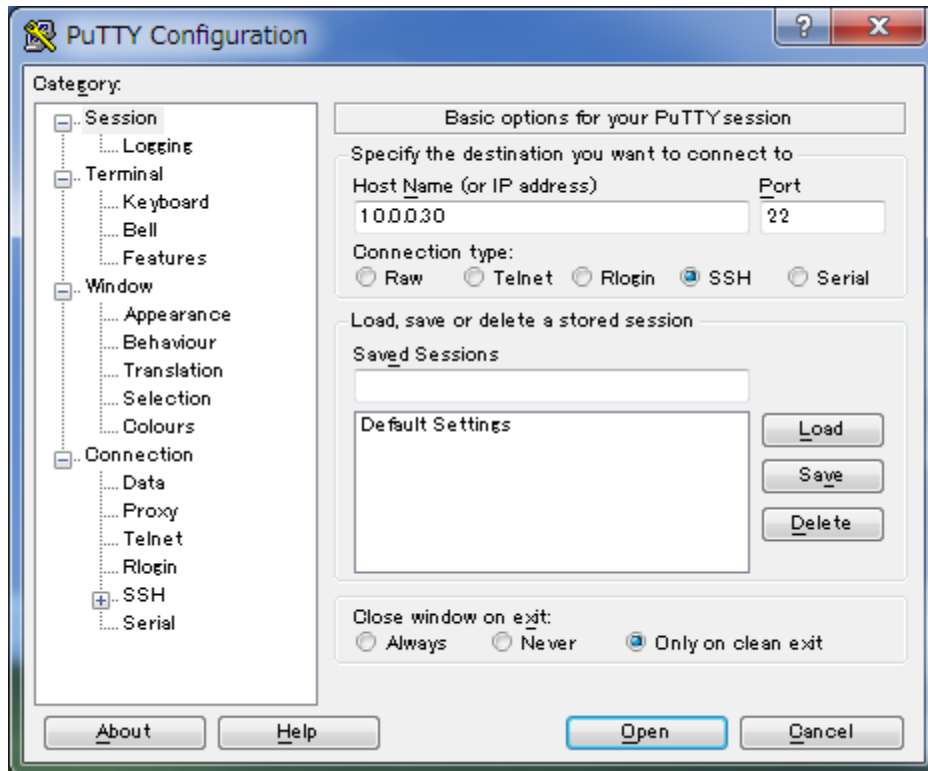 PuTTY Configuration
?
X
Category:
Session
Logging
Terminal
Keyboard
Bell
Features
Window
Appearance
Behaviour
Translation
Selection
Colours
Connection
Data
Proxy
Telnet
Rlogin
SSH
Serial
Basic options for your PuTTY session
Specify the destination you want to connect to
Host Name (or IP address) Port
10.0.0.30 22
Connection type:
Raw Telnet Rlogin SSH Serial
Load, save or delete a stored session
Saved Sessions
Default Settings
Load
Save
Delete
Close window on exit:
Always Never Only on clean exit
About Help Open Cancel